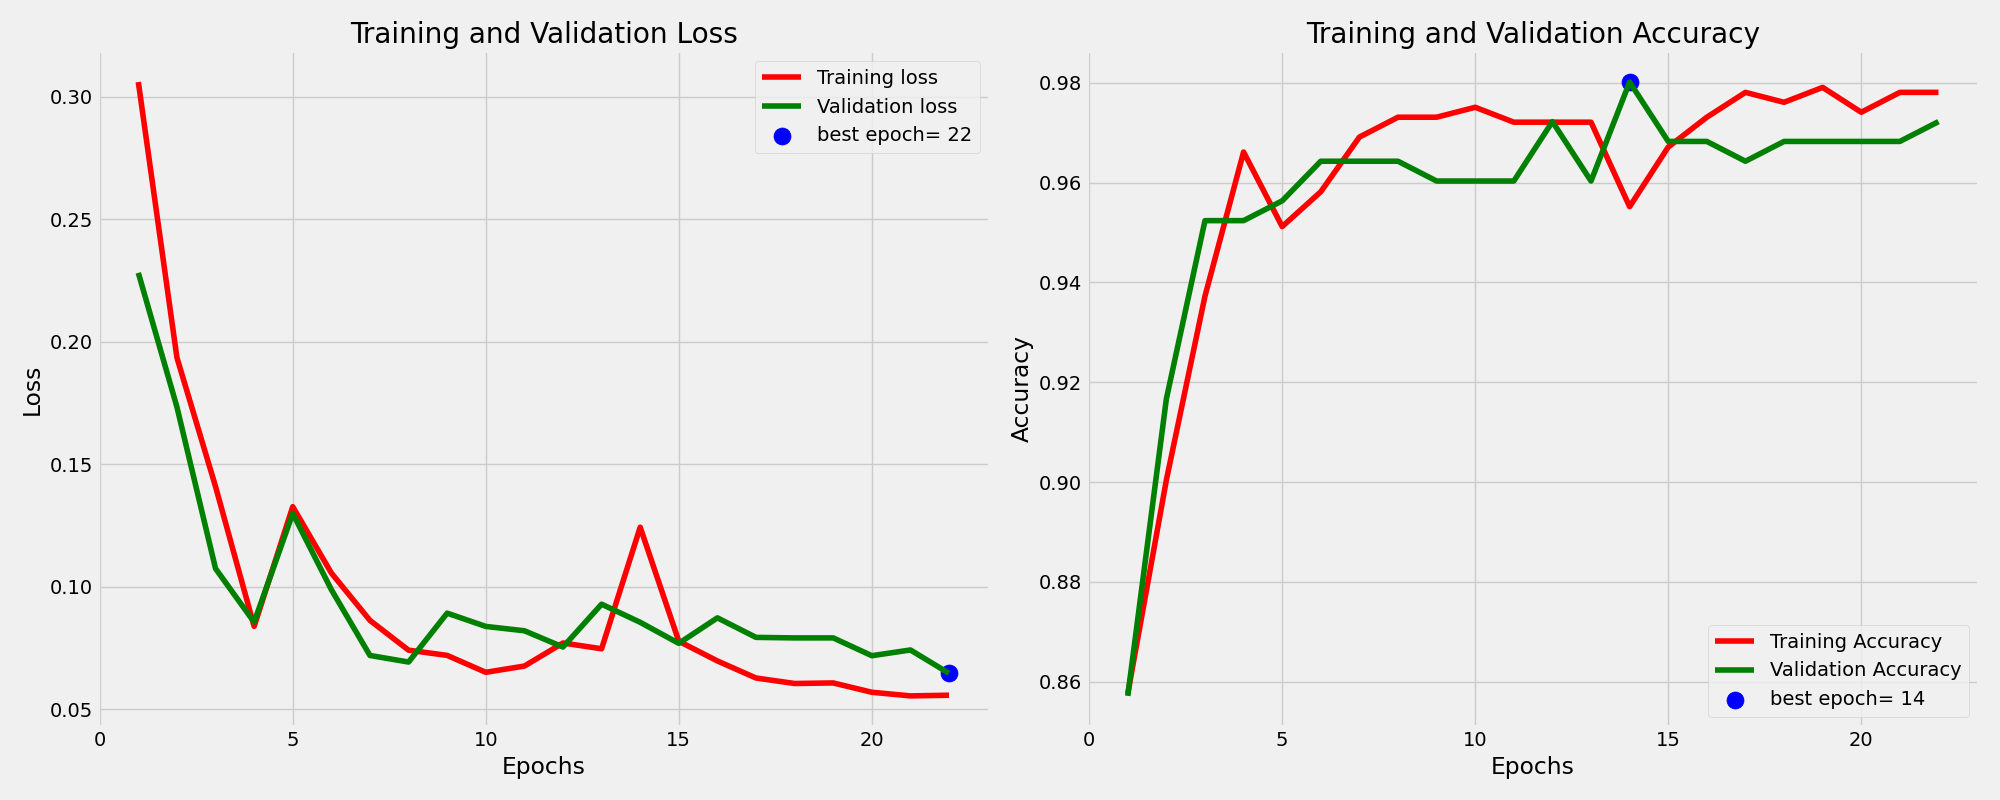 Training and Validation Loss
Training loss
Validation loss
best epoch= 22
0.30
0.25
0.20
0.15
0.10
0.05
Loss
0
5
10
15
20
Epochs
Training and Validation Accuracy
0.98
0.96
0.94
0.92
0.90
0.88
0.86
Accuracy
Training Accuracy
Validation Accuracy
best epoch= 14
0
5
10
15
20
Epochs